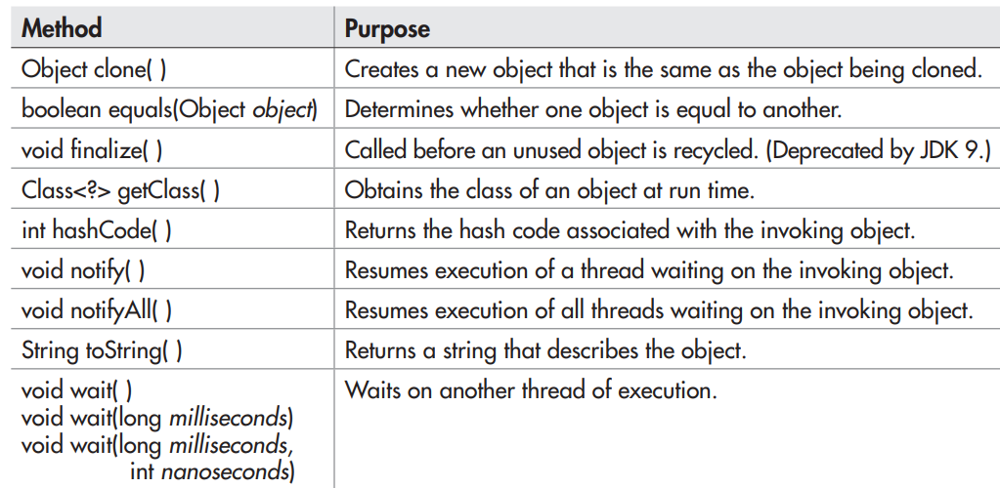 Method Purpose
Object clone( ) Creates a new object that is the same as the object being cloned.
boolean equals(Object object) Determines whether one object is equal to another.
void finalize( ) Called before an unused object is recycled. (Deprecated by JDK 9.)
Class<?> getClass( ) Obtains the class of an object at run time.
int hashCode( ) Returns the hash code associated with the invoking object.
void notify( ) Resumes execution of a thread waiting on the invoking object.
void notifyAll( ) Resumes execution of all threads waiting on the invoking object.
String toString( ) Returns a string that describes the object.
void wait( ) Waits on another thread of execution.
void wait(long milliseconds)
void wait(long milliseconds,
int nanoseconds)